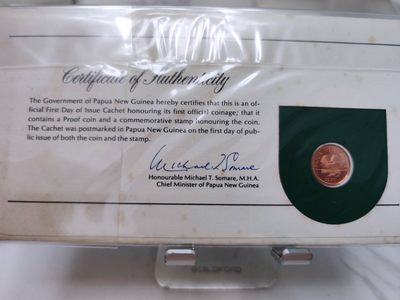 Certificate of Authenticity
The Government of Papua New Guinea hereby certifies that this is an of-
ficial First Day of Issue Cachet honouring its first official coinage; that it
contains a Proof coin and a commemorative stamp honouring the coin.
The Cachet was postmarked in Papua New Guinea on the first day of pub-
lic issue of both the coin and the stamp.
Michael T Somare
Honourable Michael T. Somare, M.H.A.
Chief Minister of Papua New Guinea
GUILDFORD